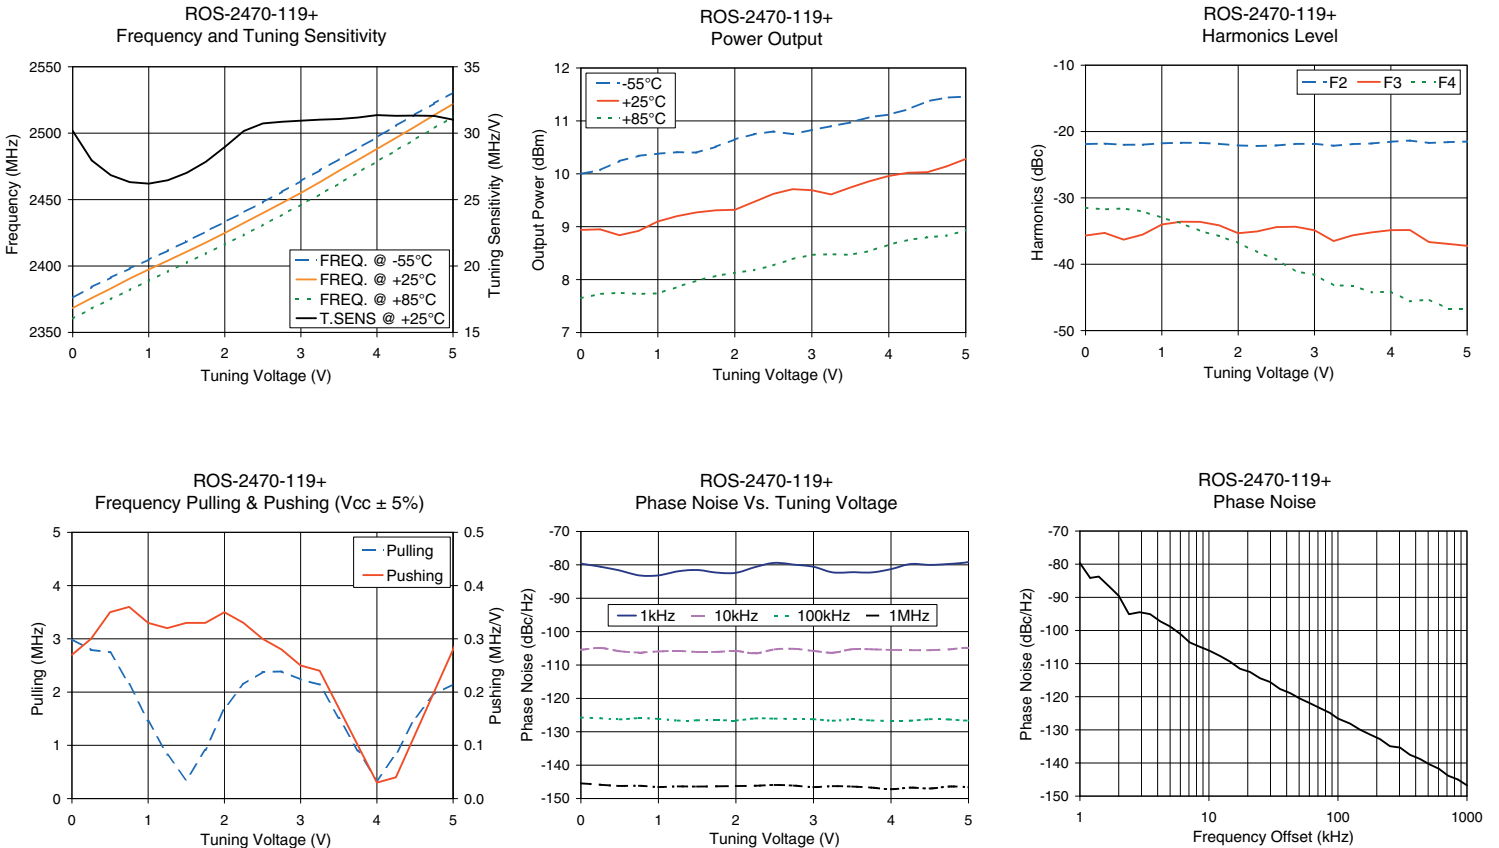 ROS-2470-119+
Frequency and Tuning Sensitivity
2550
2500
2450
2400
2350
Frequency (MHz)
35
30
25
20
15
Tuning Sensitivity (MHz/V)
FREQ. @ -55°C
FREQ. @ +25°C
FREQ. @ +85°C
T.SENS @ +25°C
0 1 2 3 4 5
Tuning Voltage (V)
ROS-2470-119+
Power Output
12
11
10
9
8
7
Output Power (dBm)
-55°C
+25°C
+85°C
0 1 2 3 4 5
Tuning Voltage (V)
ROS-2470-119+
Harmonics Level
-10
-20
-30
-40
-50
Harmonics (dBc)
F2 F3 F4
0 1 2 3 4 5
Tuning Voltage (V)
ROS-2470-119+
Frequency Pulling & Pushing (Vcc ± 5%)
5
4
3
2
1
0
Pulling (MHz)
0.5
0.4
0.3
0.2
0.1
0.0
Pushing (MHz/V)
Pulling
Pushing
0 1 2 3 4 5
Tuning Voltage (V)
ROS-2470-119+
Phase Noise Vs. Tuning Voltage
-70
-80
-90
-100
-110
-120
-130
-140
-150
Phase Noise (dBc/Hz)
1kHz 10kHz 100kHz 1MHz
0 1 2 3 4 5
Tuning Voltage (V)
ROS-2470-119+
Phase Noise
-70
-80
-90
-100
-110
-120
-130
-140
-150
Phase Noise (dBc/Hz)
1 10 100 1000
Frequency Offset (kHz)